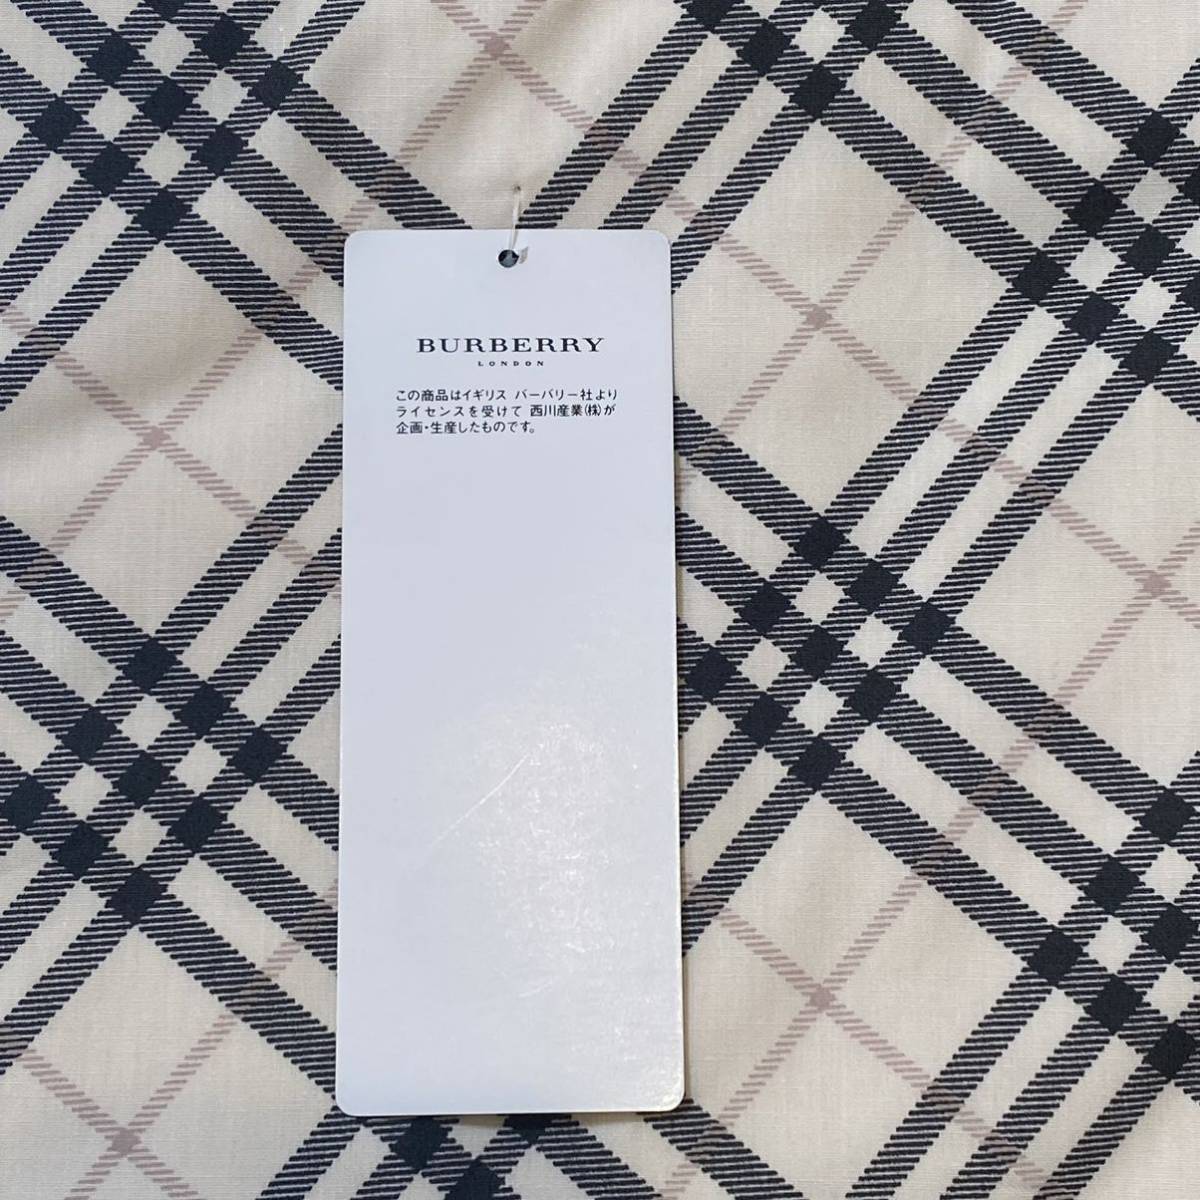 BURBERRY
LONDON
この商品はイギリス バーバリー社より
ライセンスを受けて 西川産業㈱が
企画・生産したものです。